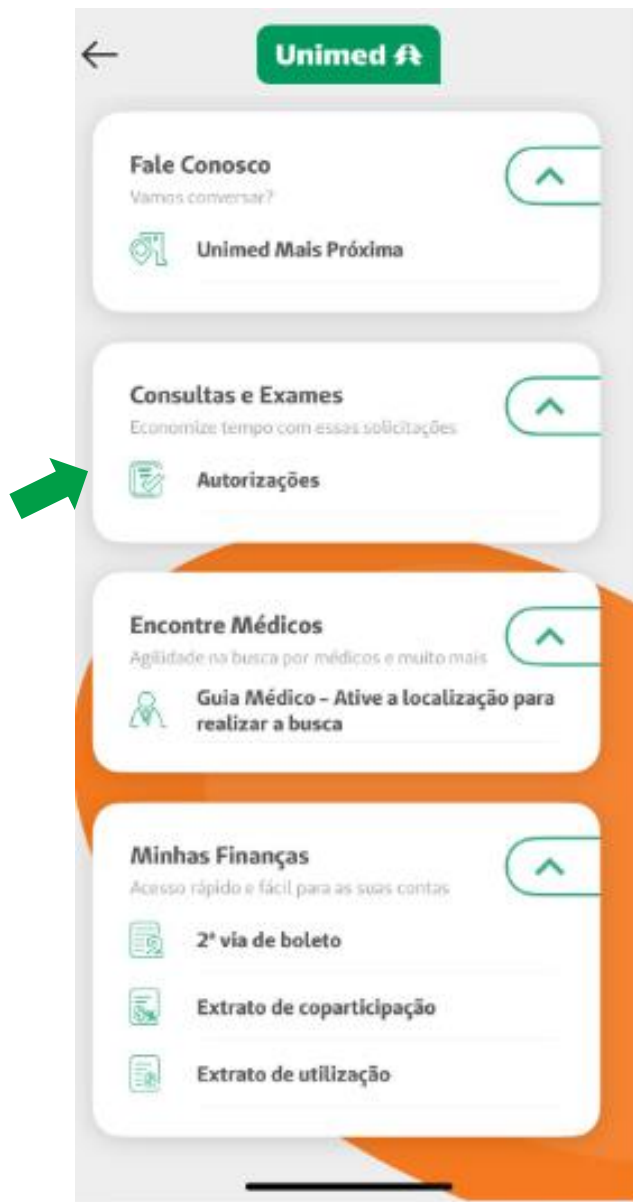 Unimed
Fale Conosco
Vamos conversar?
Unimed Mais Próxima
Consultas e Exames
Economize tempo com essas solicitações
Autorizações
Encontre Médicos
Agilidade na busca por médicos e muito mais
Guia Médico - Ative a localização para
realizar a busca
Minhas Finanças
Acesso rápido e fácil para as suas contas
2ª via de boleto
Extrato de coparticipação
Extrato de utilização